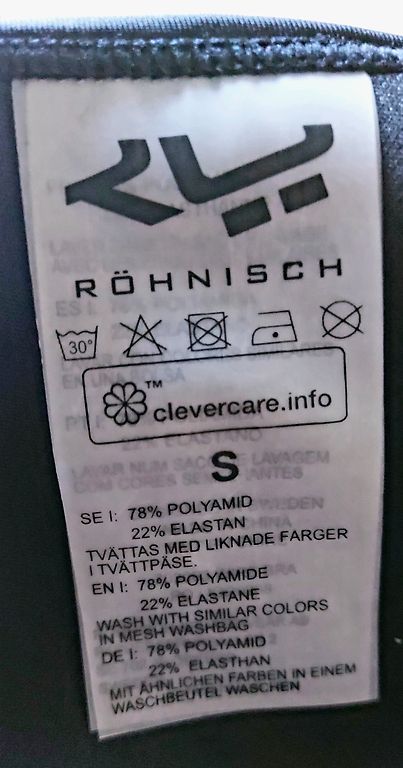 RÖHNISCH
30°
™ clevercare.info
S
SE I: 78% POLYAMID
22% ELASTAN
TVÄTTAS MED LIKNADE FARGER
I TVÄTTPÅSE.
EN I: 78% POLYAMIDE
22% ELASTANE
WASH WITH SIMILAR COLORS
IN MESH WASHBAG
DE I: 78% POLYAMID
22% ELASTHAN
MIT ÄHNLICHEN FARBEN IN EINEM
WASCHBEUTEL WASCHEN